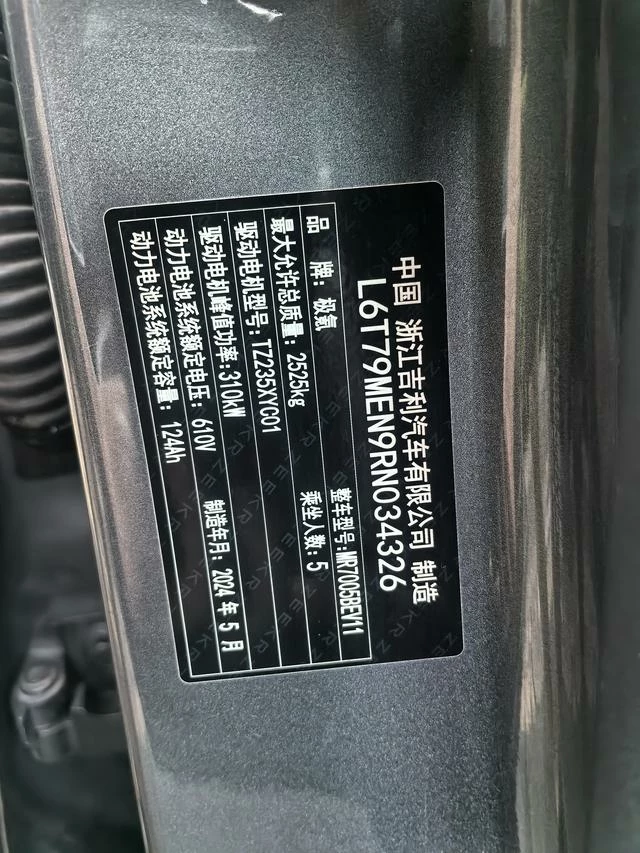 中国 浙江吉利汽车有限公司 制造
L6T79MEN9RN034326
品 牌: 极氪 整车型号: MR7005BEV11
最大允许总质量: 2525kg 乘坐人数: 5
驱动电机型号: TZ235XYC01
驱动电机峰值功率: 310kW
动力电池系统额定电压: 610V 制造年月: 2024 年 5 月
动力电池系统额定容量: 124Ah
ZEEKR